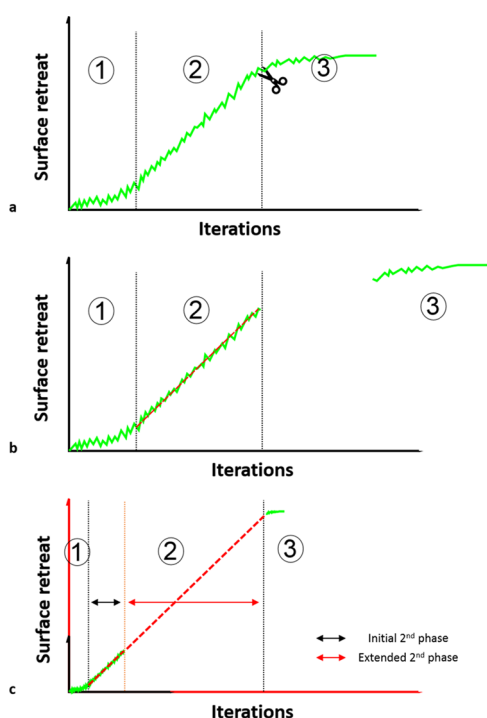 Surface retreat
①
②
③
a
Iterations
Surface retreat
①
②
③
b
Iterations
Surface retreat
①
②
③
Initial 2nd phase
Extended 2nd phase
c
Iterations